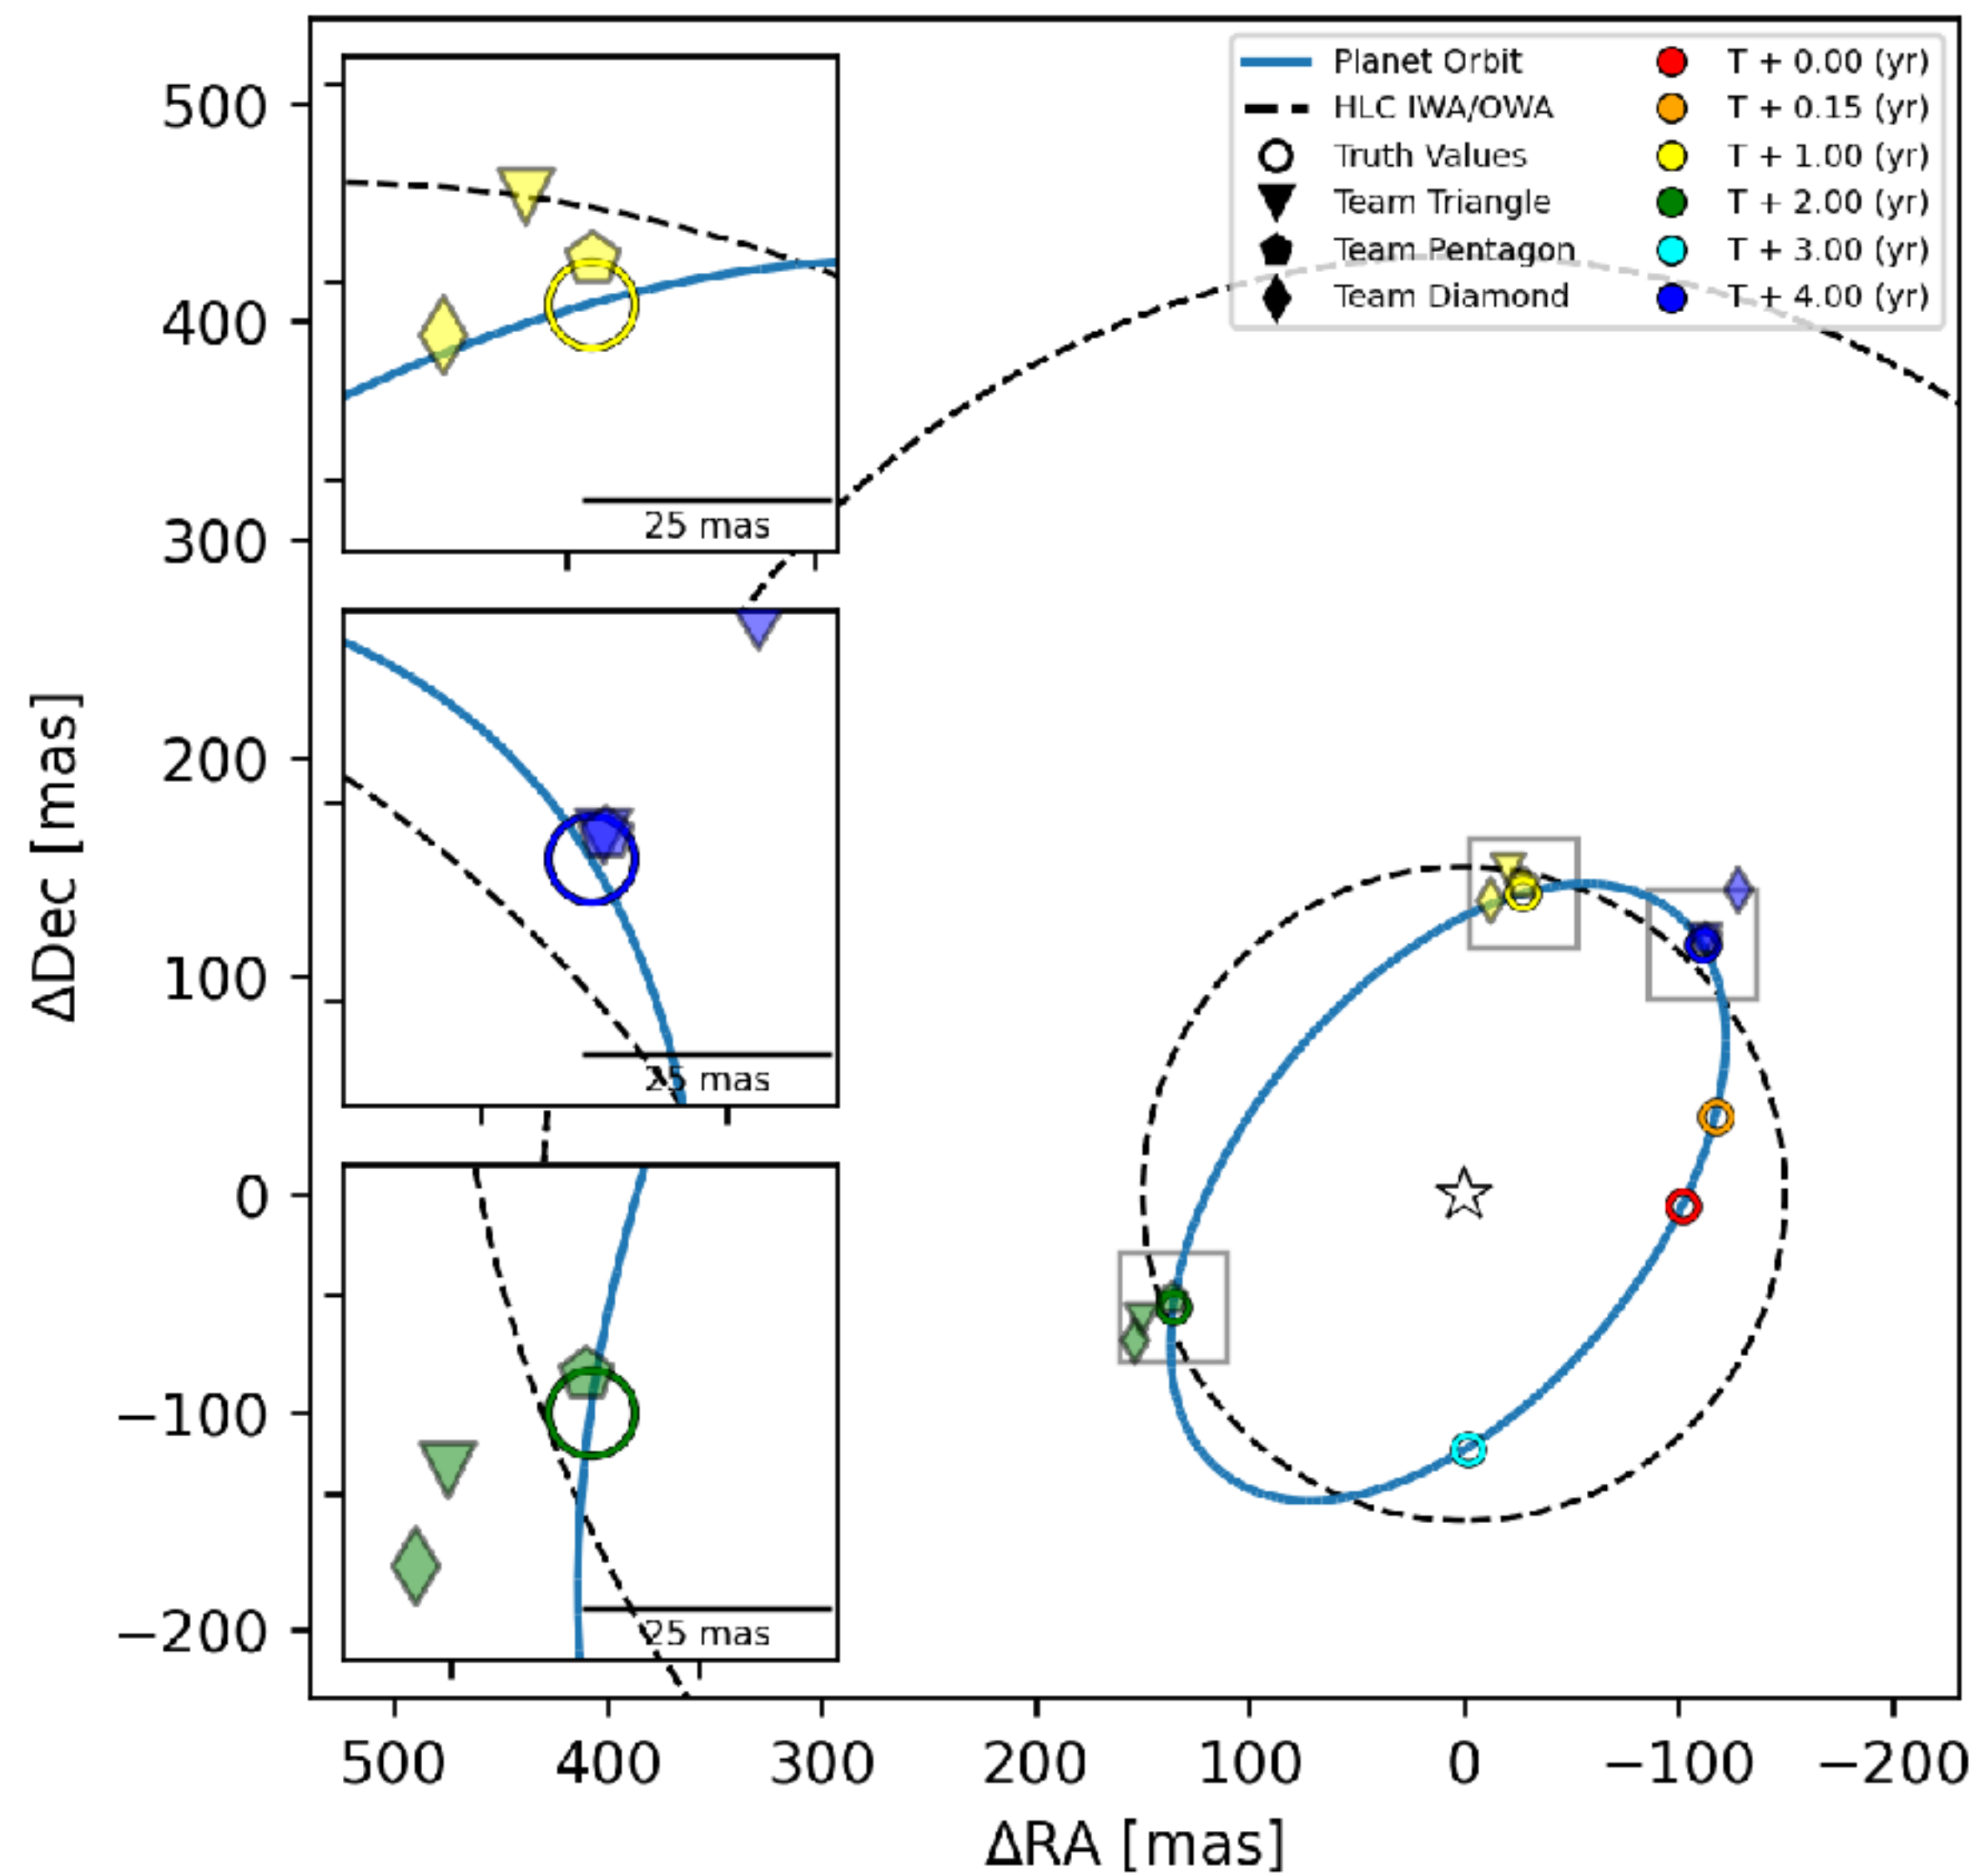 Planet Orbit
HLC IWA/OWA
Truth Values
Team Triangle
Team Pentagon
Team Diamond
T + 0.00 (yr)
T + 0.15 (yr)
T + 1.00 (yr)
T + 2.00 (yr)
T + 3.00 (yr)
T + 4.00 (yr)
25 mas
25 mas
25 mas
500
400
300
200
100
0
−100
−200
ΔDec [mas]
500
400
300
200
100
0
−100
−200
ΔRA [mas]